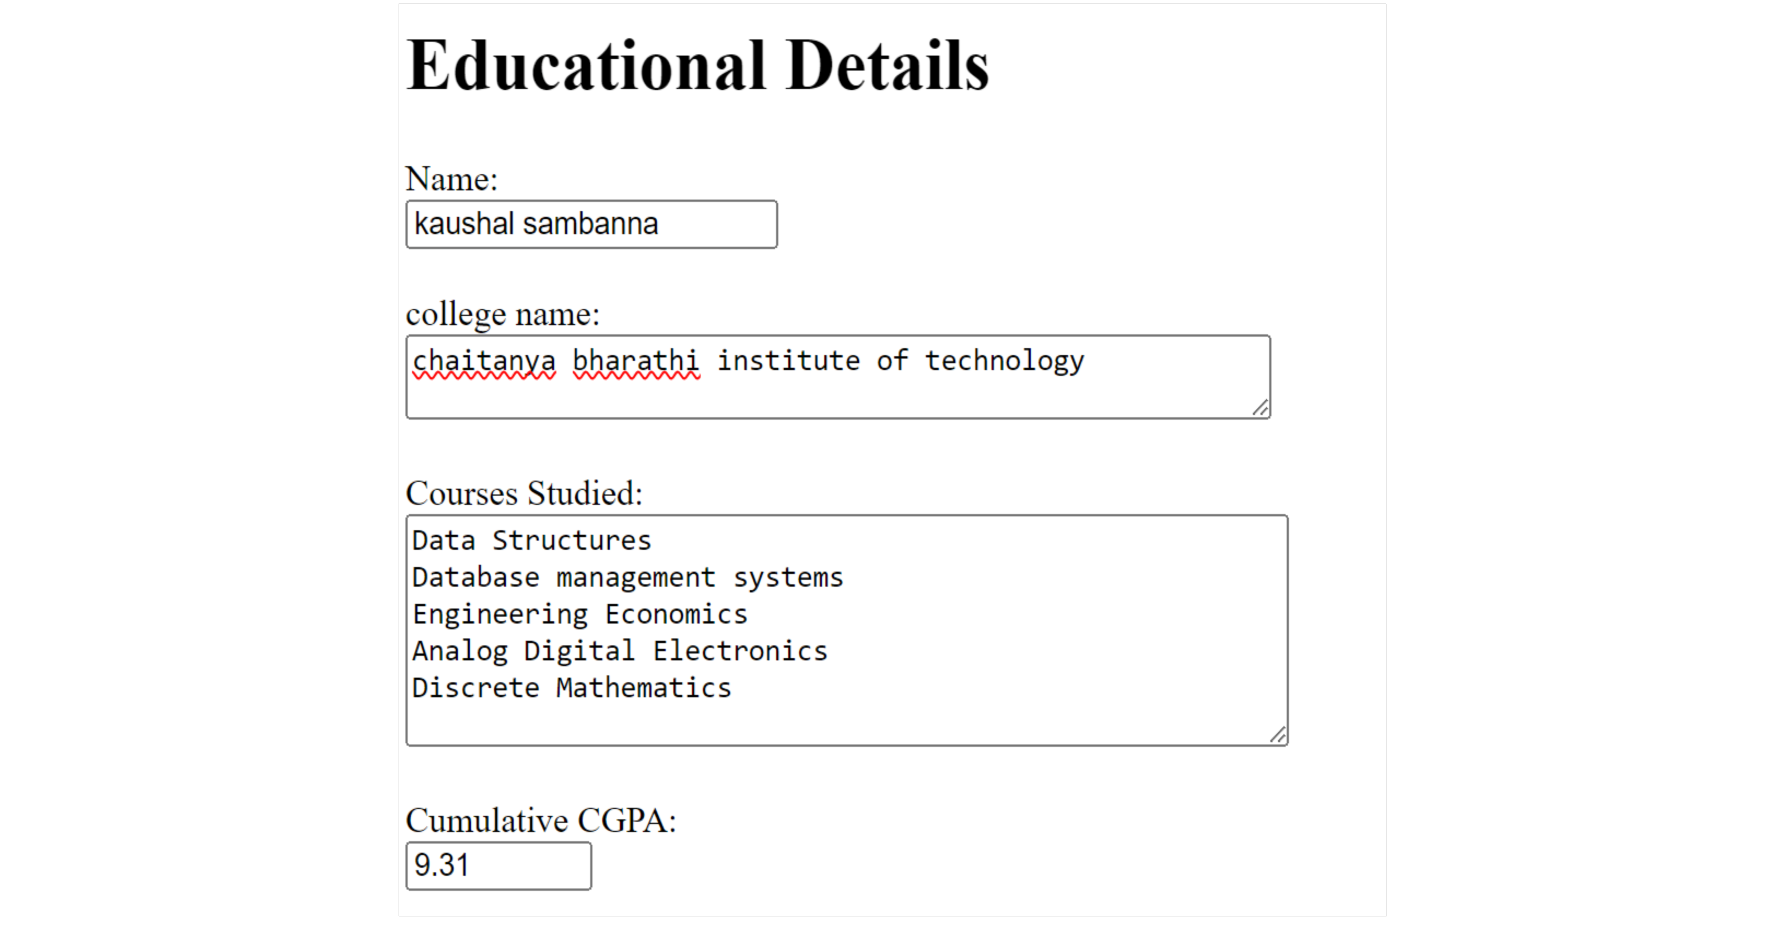 Educational Details
Name:
kaushal sambanna
college name:
chaitanya bharathi institute of technology
Courses Studied:
Data Structures
Database management systems
Engineering Economics
Analog Digital Electronics
Discrete Mathematics
Cumulative CGPA:
9.31